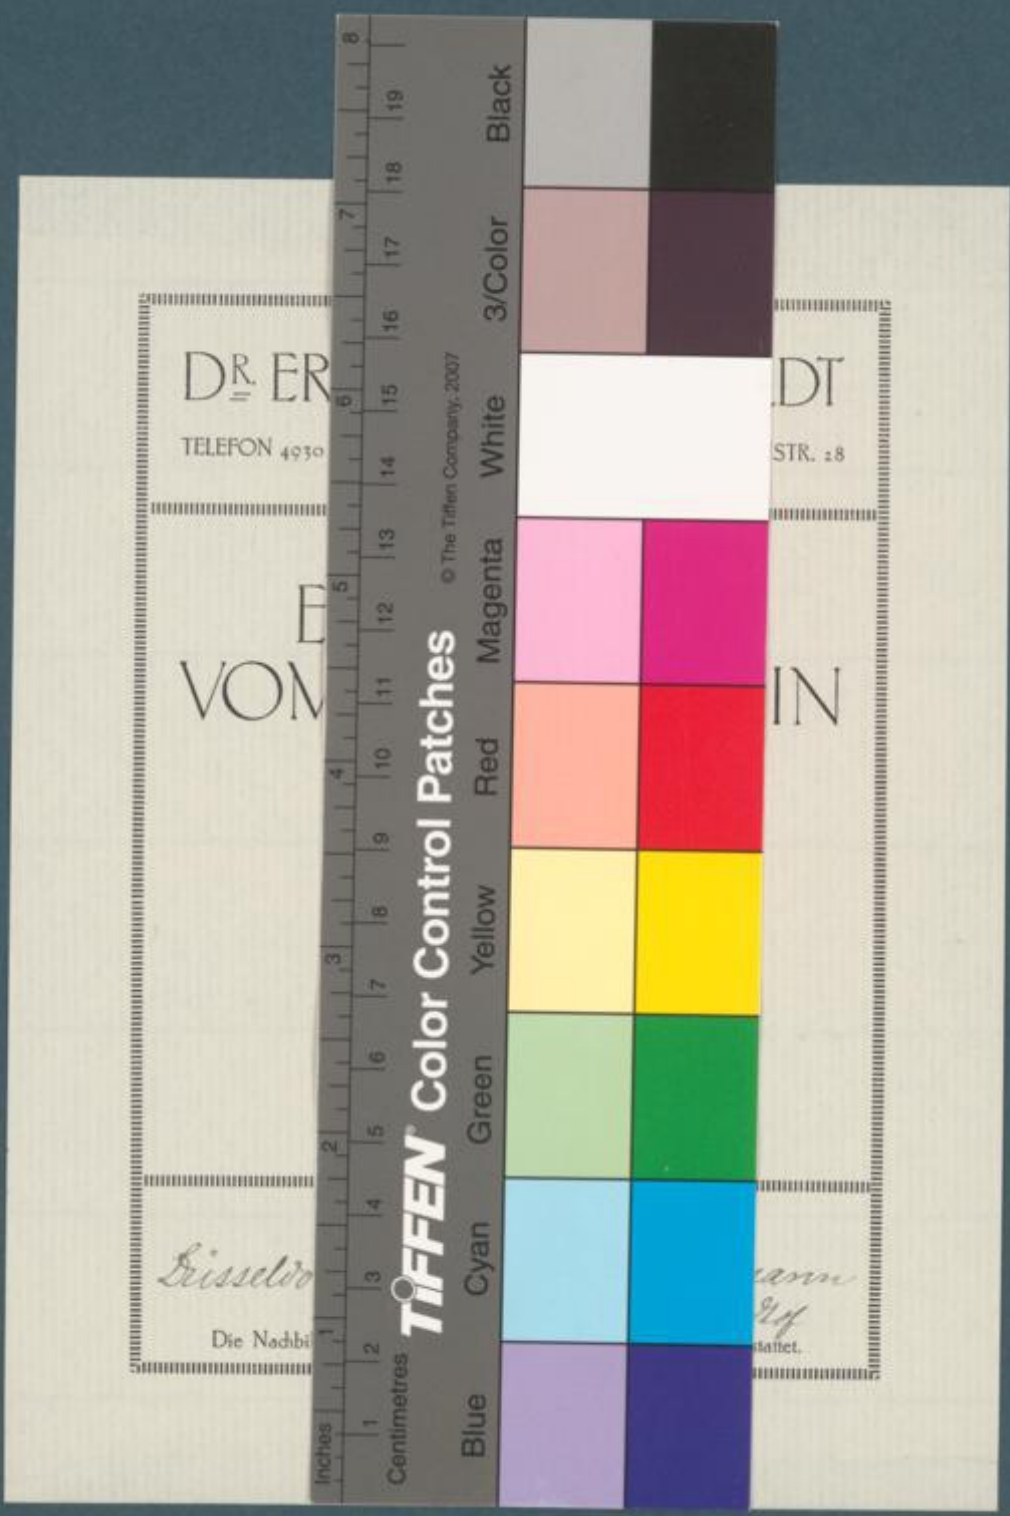 DR. ER
DT
TELEFON 4930
STR. 28
E
VOM
IN
Düsseldo
mann
Hof
Die Nachbi
stattet.
Inches
1
2
3
4
5
6
7
8
Centimetres
1
2
3
4
5
6
7
8
9
10
11
12
13
14
15
16
17
18
19
TIFFEN® Color Control Patches
© The Tiffen Company, 2007
Blue
Cyan
Green
Yellow
Red
Magenta
White
3/Color
Black